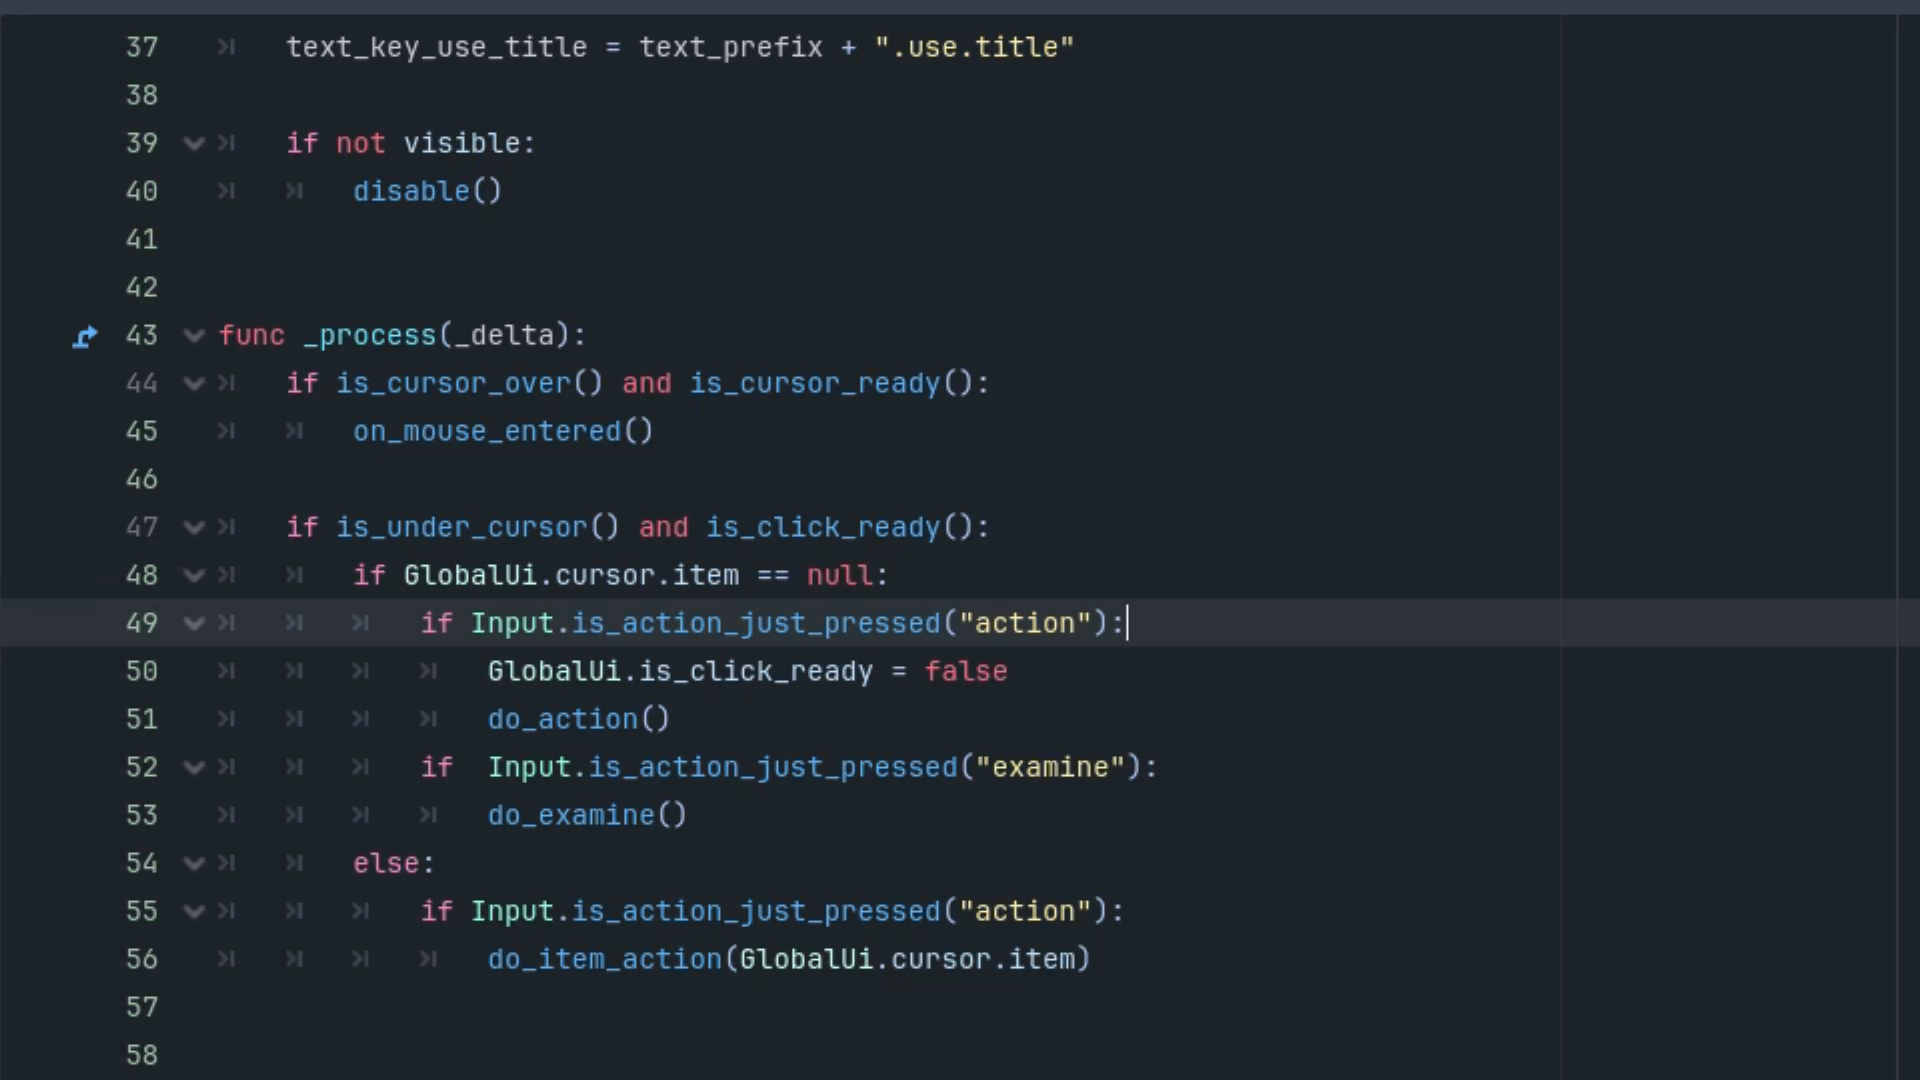 37 text_key_use_title = text_prefix + ".use.title"
38
39 if not visible:
40 disable()
41
42
43 func _process(_delta):
44 if is_cursor_over() and is_cursor_ready():
45 on_mouse_entered()
46
47 if is_under_cursor() and is_click_ready():
48 if GlobalUi.cursor.item == null:
49 if Input.is_action_just_pressed("action"):
50 GlobalUi.is_click_ready = false
51 do_action()
52 if  Input.is_action_just_pressed("examine"):
53 do_examine()
54 else:
55 if Input.is_action_just_pressed("action"):
56 do_item_action(GlobalUi.cursor.item)
57
58